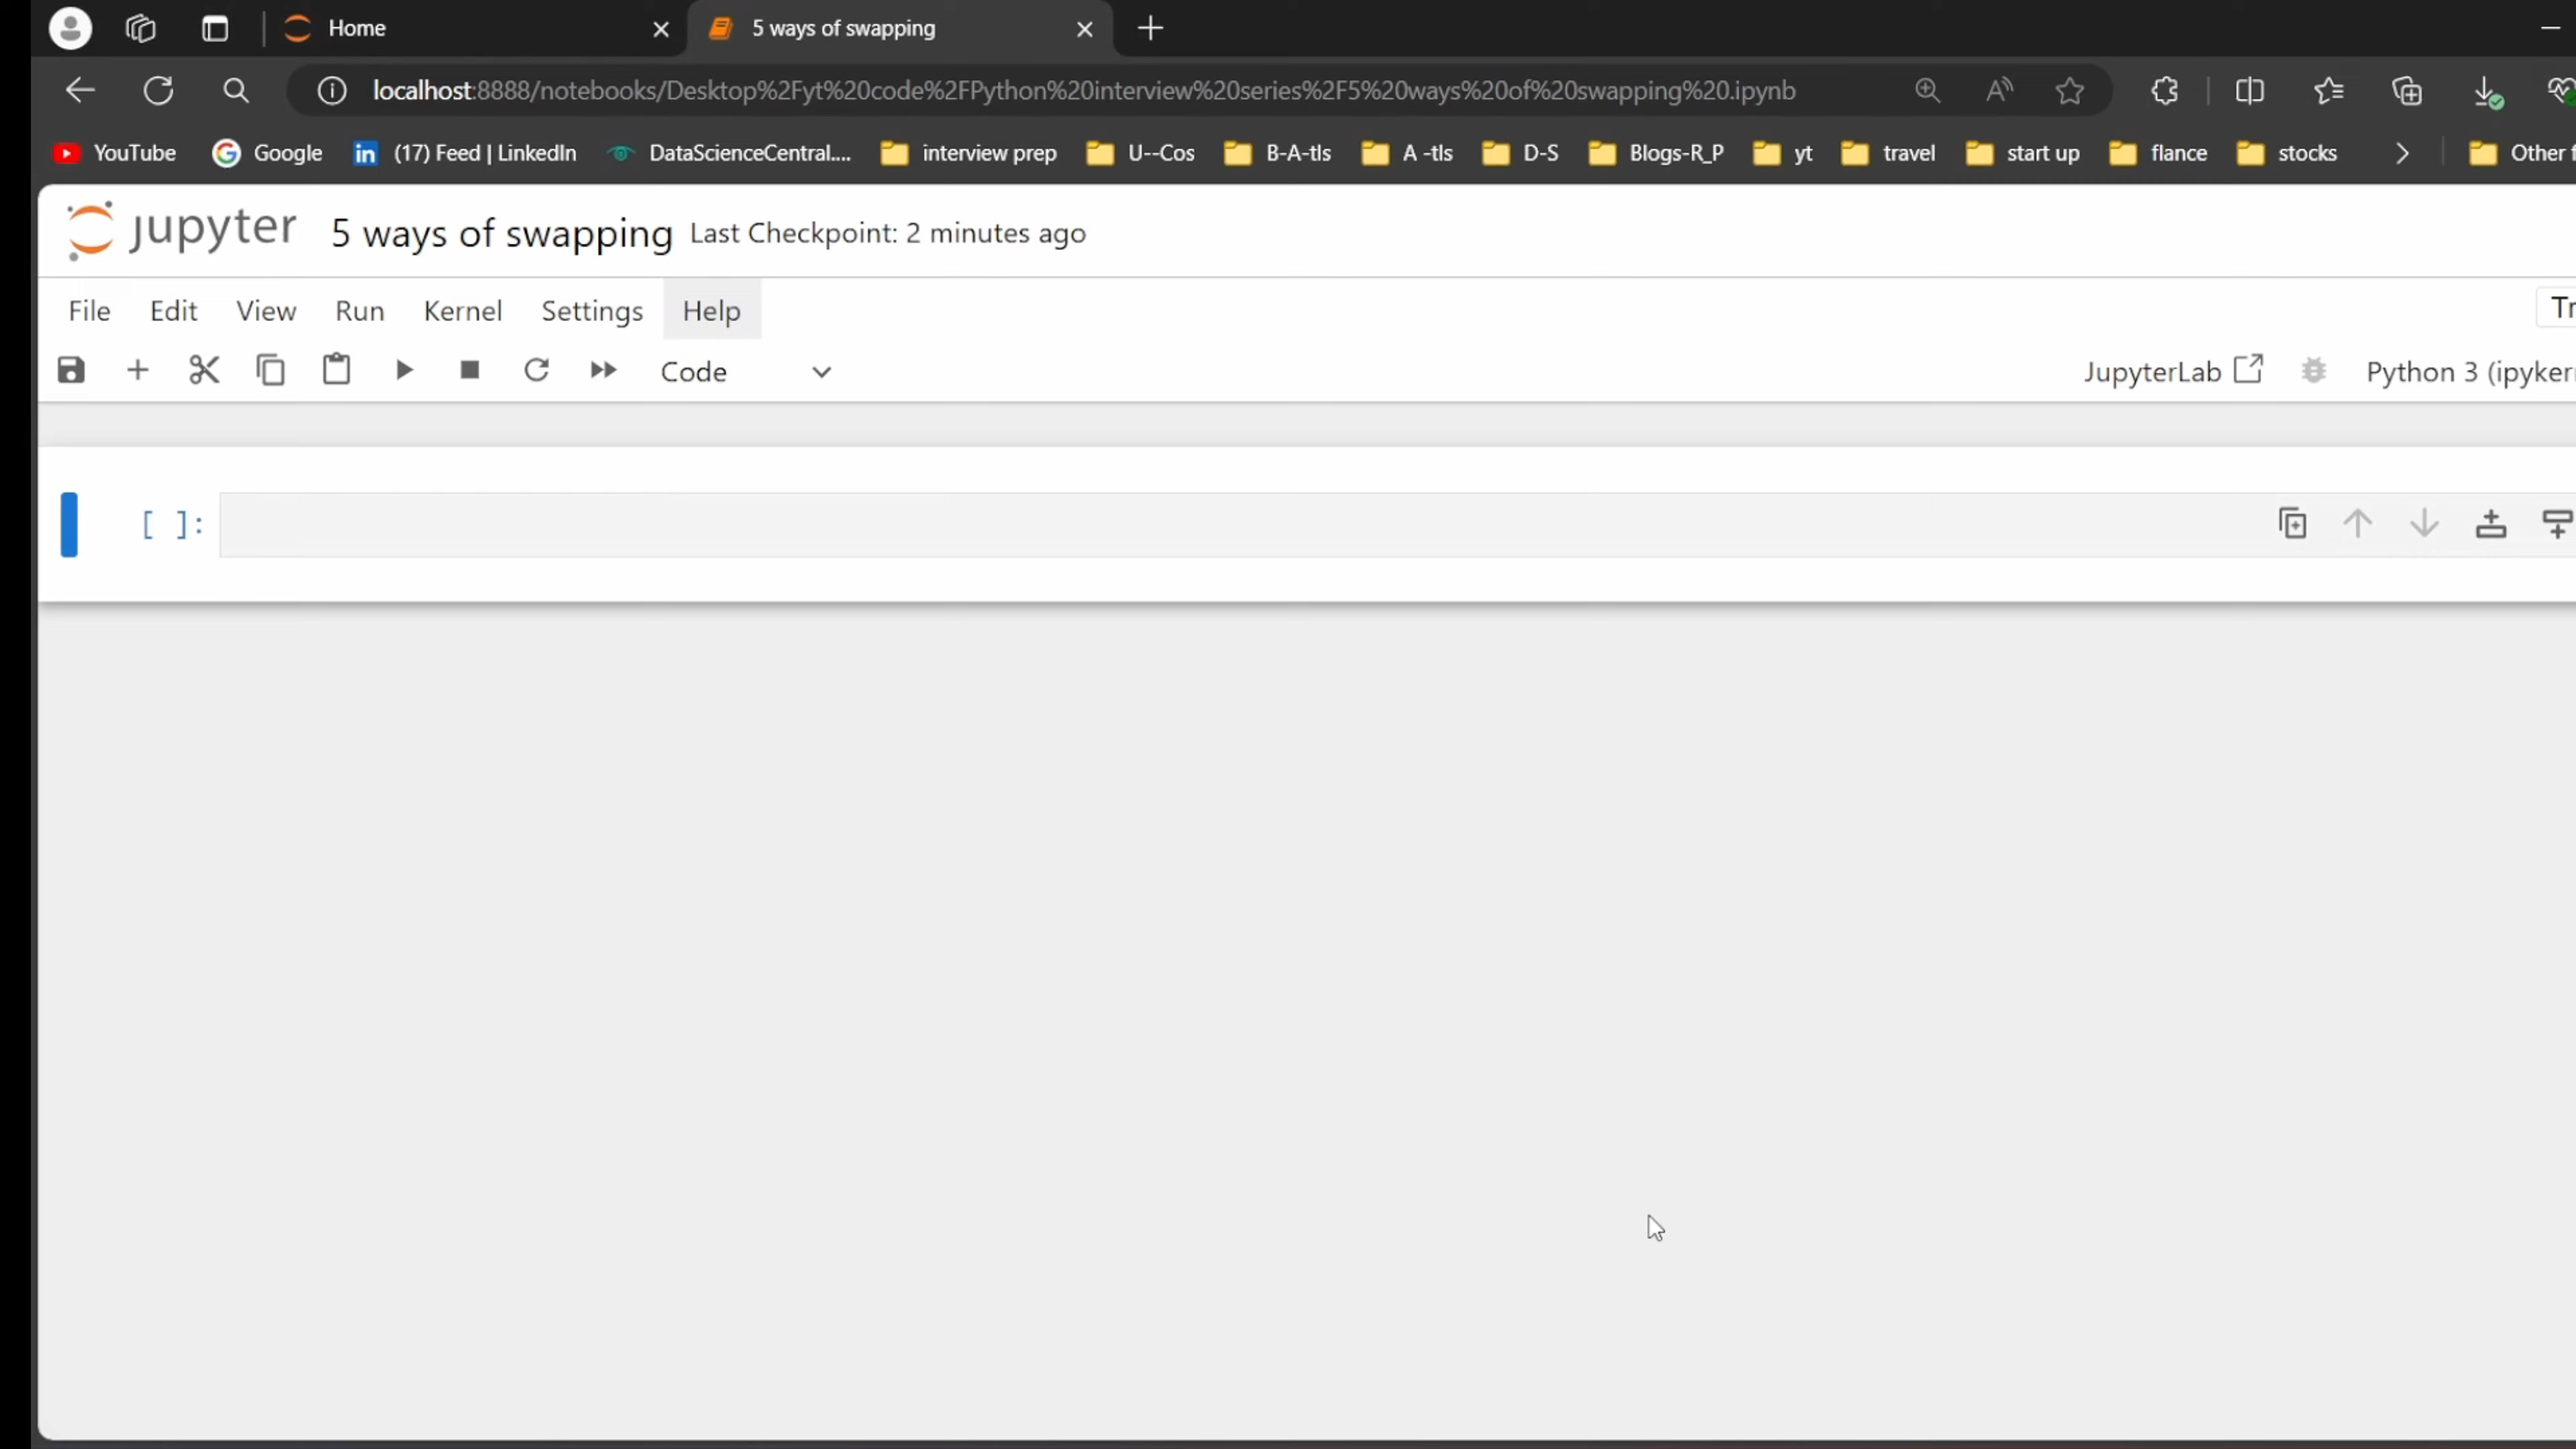 Home
5 ways of swapping
localhost:8888/notebooks/Desktop%2Fyt%20code%2FPython%20interview%20series%2F5%20ways%20of%20swapping%20.ipynb
YouTube Google (17) Feed | LinkedIn DataScienceCentral.... interview prep U--Cos B-A-tls A -tls D-S Blogs-R_P yt travel start up flance stocks Other f
jupyter 5 ways of swapping Last Checkpoint: 2 minutes ago
File Edit View Run Kernel Settings Help Tr
Code JupyterLab Python 3 (ipyker
[ ]: